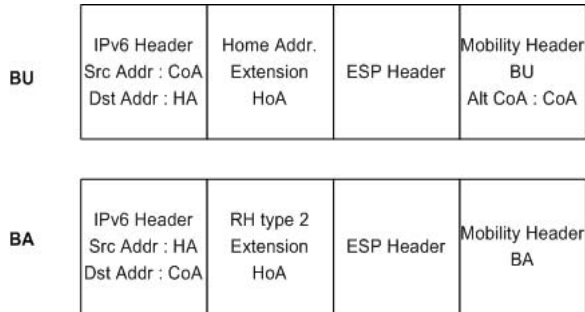 BU
IPv6 Header
Src Addr : CoA
Dst Addr : HA
Home Addr.
Extension
HoA
ESP Header
Mobility Header
BU
Alt CoA : CoA
BA
IPv6 Header
Src Addr : HA
Dst Addr : CoA
RH type 2
Extension
HoA
ESP Header
Mobility Header
BA